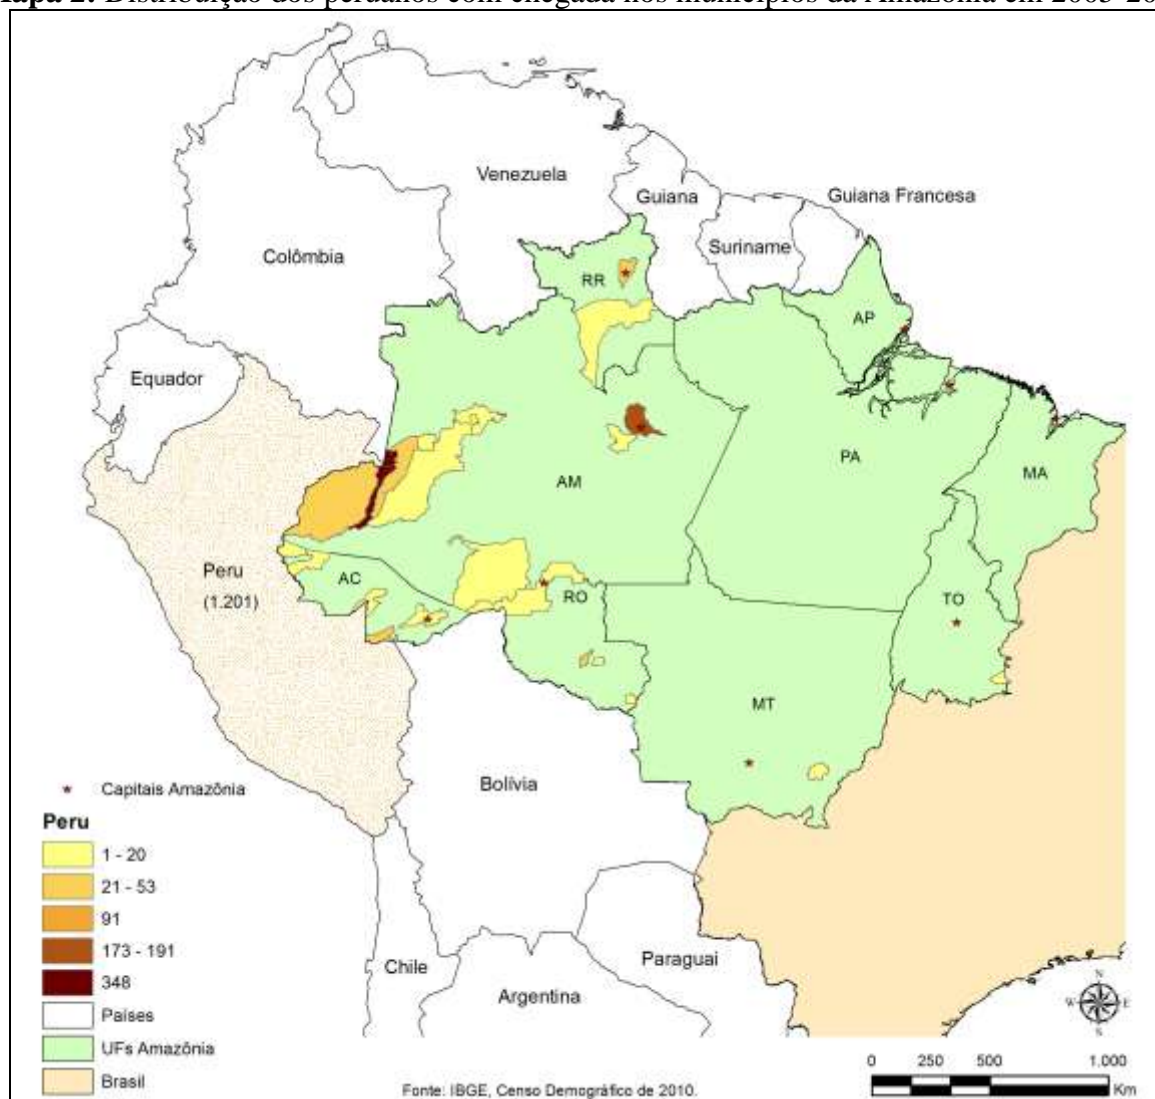 Mapa 2: Distribuição dos peruanos com chegada nos municípios da Amazônia em 2005-20
Venezuela
Guiana
Guiana Francesa
Suriname
Colômbia
RR
AP
Equador
PA
MA
AM
Peru
(1.201)
AC
RO
TO
MT
Bolívia
Capitais Amazônia
Peru
1 - 20
21 - 53
91
173 - 191
348
Países
UFs Amazônia
Brasil
Chile
Argentina
Paraguai
N
W
E
S
0 250 500 1.000
Km
Fonte: IBGE, Censo Demográfico de 2010.